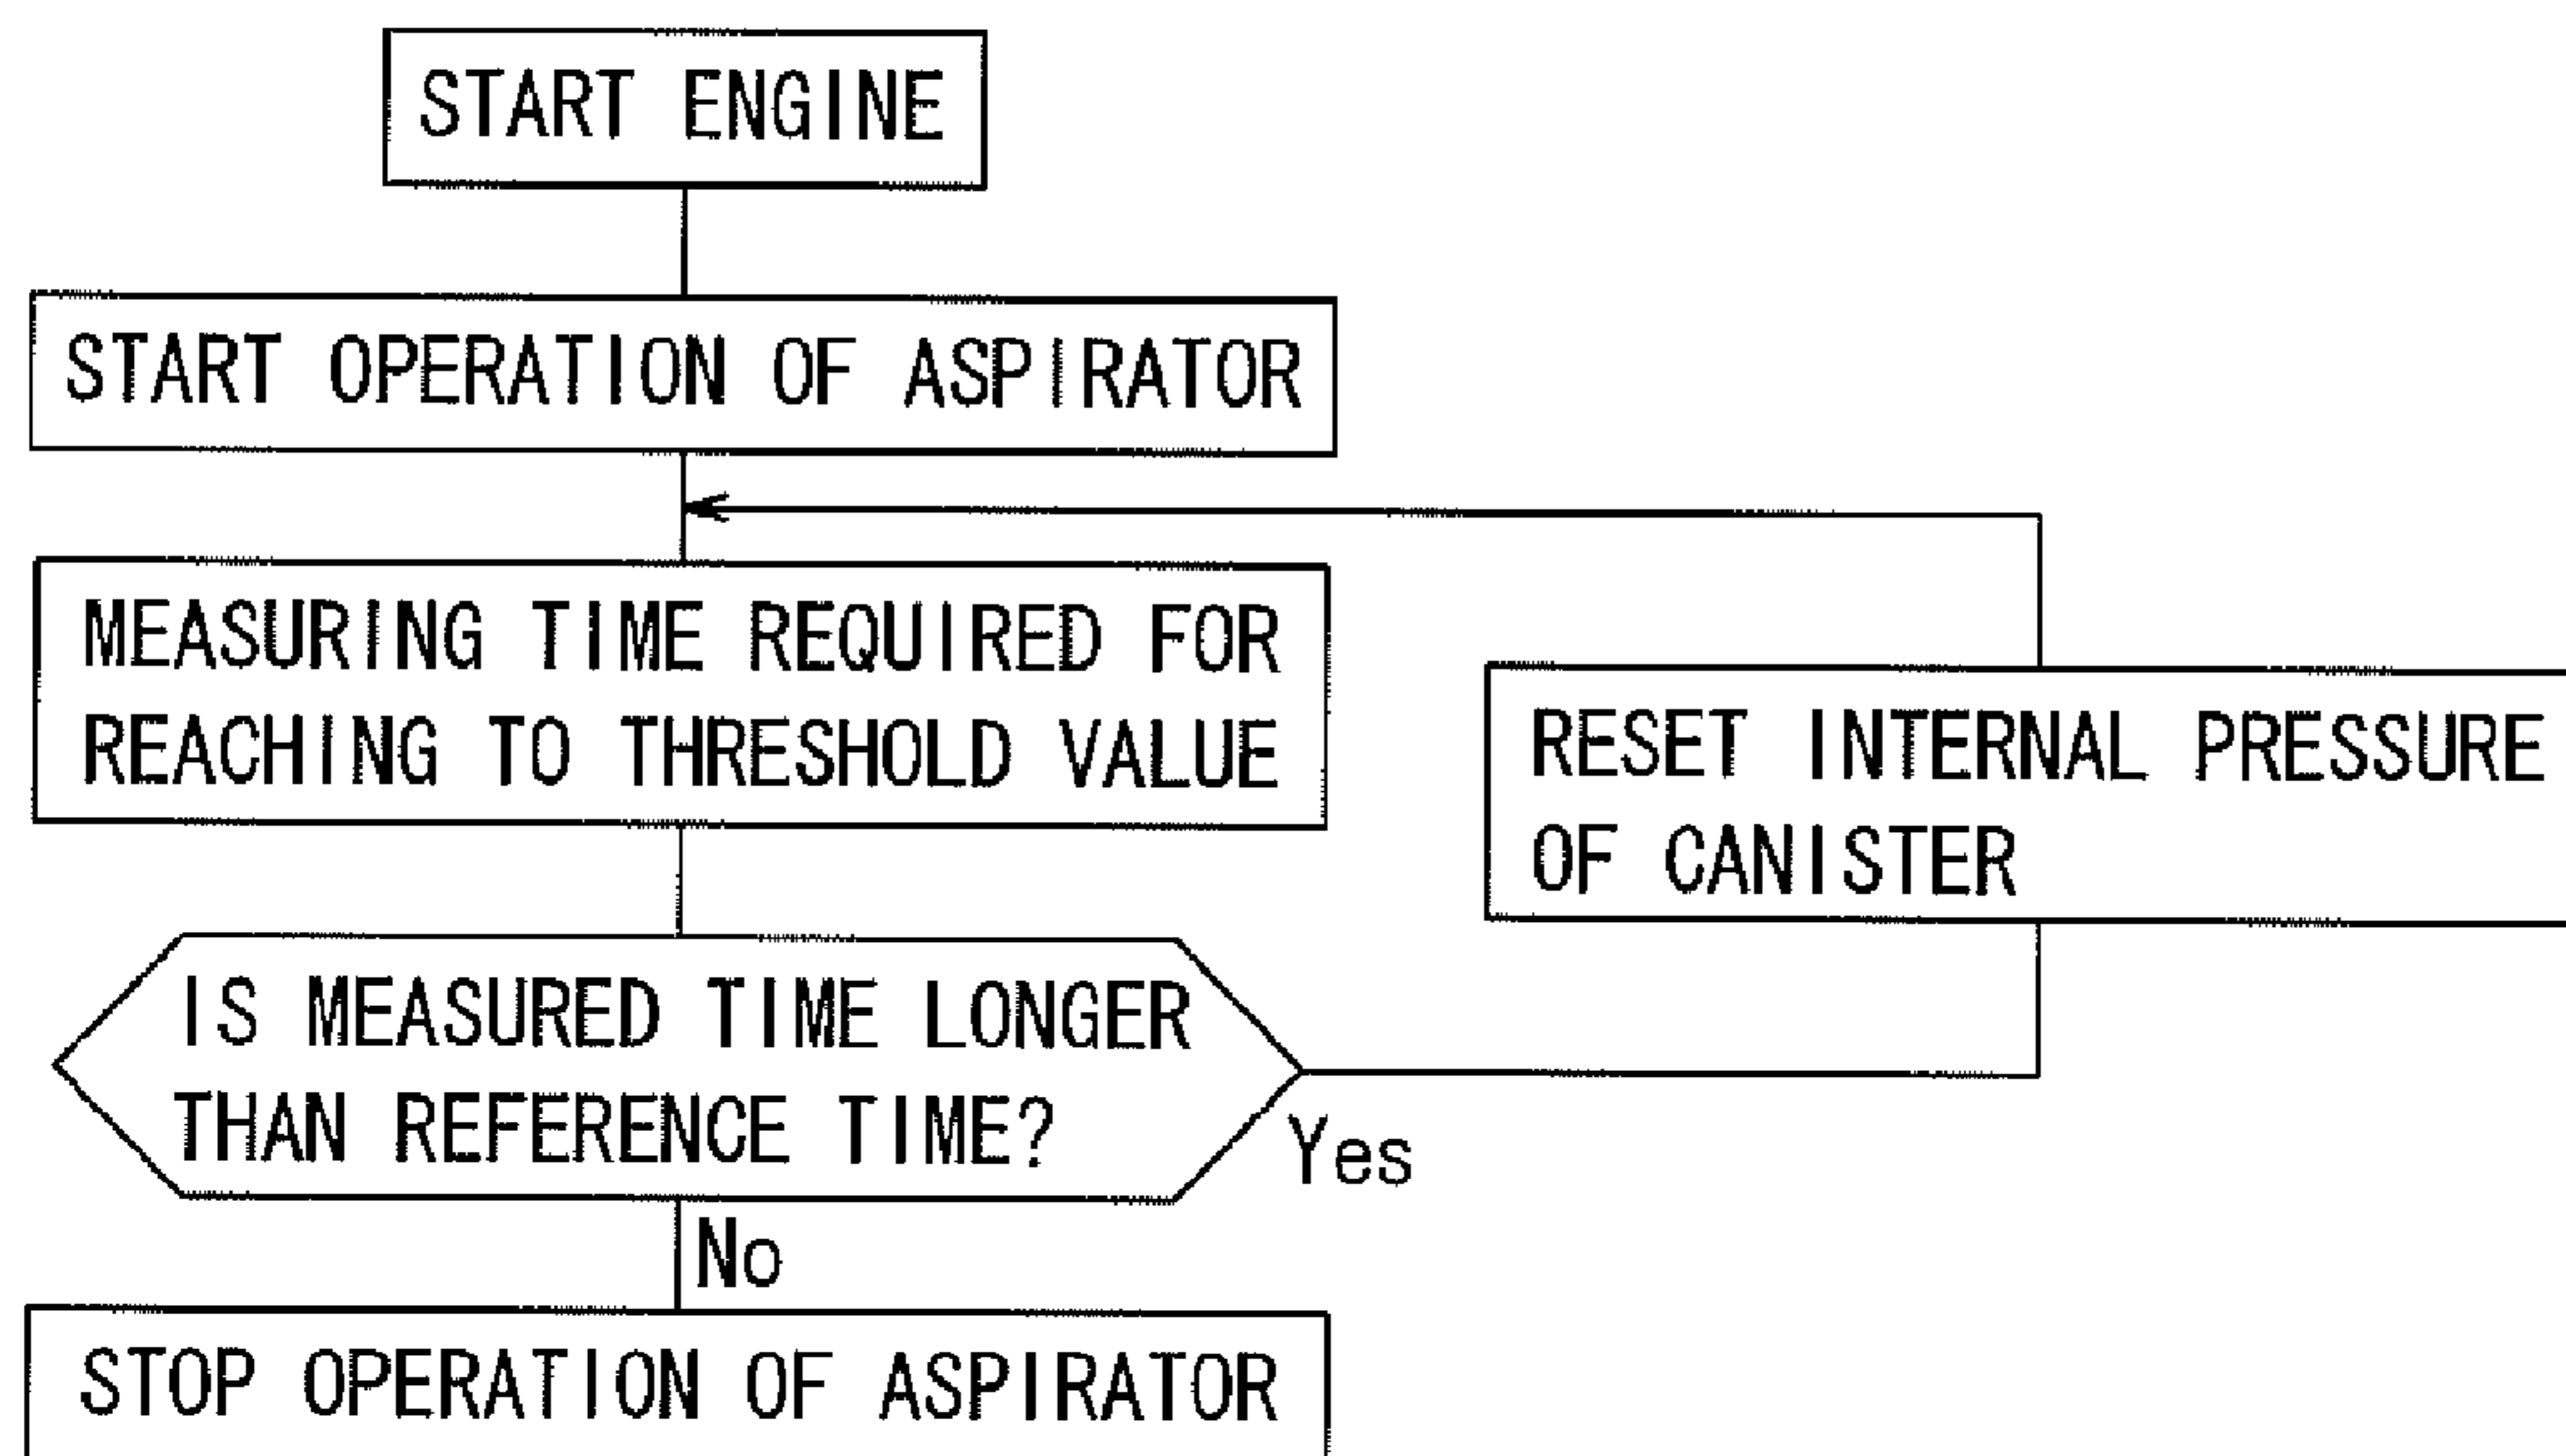 START ENGINE
START OPERATION OF ASPIRATOR
MEASURING TIME REQUIRED FOR
REACHING TO THRESHOLD VALUE
RESET INTERNAL PRESSURE
OF CANISTER
IS MEASURED TIME LONGER
THAN REFERENCE TIME?
Yes
No
STOP OPERATION OF ASPIRATOR